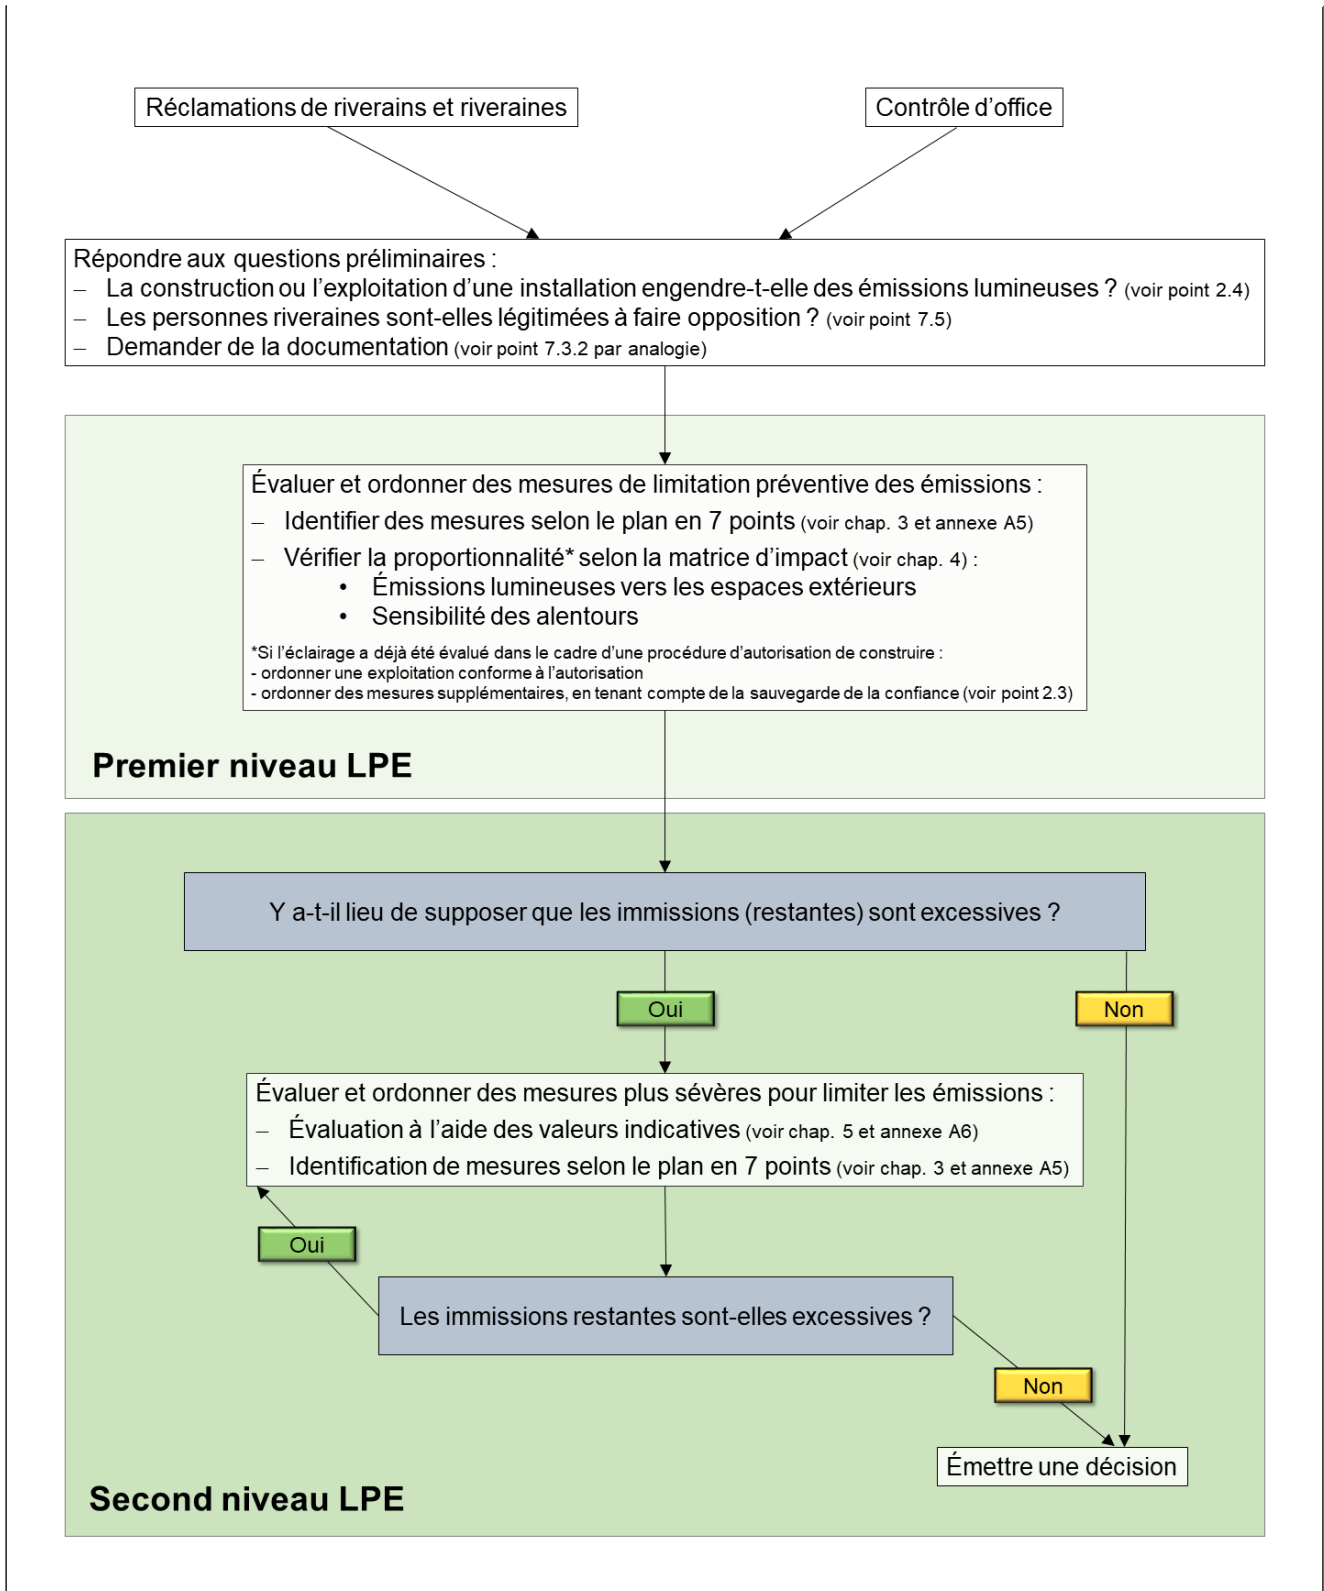 Réclamations de riverains et riveraines
Contrôle d'office
Répondre aux questions préliminaires :
– La construction ou l'exploitation d'une installation engendre-t-elle des émissions lumineuses ? (voir point 2.4)
– Les personnes riveraines sont-elles légitimées à faire opposition ? (voir point 7.5)
– Demander de la documentation (voir point 7.3.2 par analogie)
Évaluer et ordonner des mesures de limitation préventive des émissions :
– Identifier des mesures selon le plan en 7 points (voir chap. 3 et annexe A5)
– Vérifier la proportionnalité* selon la matrice d'impact (voir chap. 4) :
• Émissions lumineuses vers les espaces extérieurs
• Sensibilité des alentours
*Si l'éclairage a déjà été évalué dans le cadre d'une procédure d'autorisation de construire :
- ordonner une exploitation conforme à l'autorisation
- ordonner des mesures supplémentaires, en tenant compte de la sauvegarde de la confiance (voir point 2.3)
Premier niveau LPE
Y a-t-il lieu de supposer que les immissions (restantes) sont excessives ?
Oui
Non
Évaluer et ordonner des mesures plus sévères pour limiter les émissions :
– Évaluation à l'aide des valeurs indicatives (voir chap. 5 et annexe A6)
– Identification de mesures selon le plan en 7 points (voir chap. 3 et annexe A5)
Oui
Les immissions restantes sont-elles excessives ?
Non
Émettre une décision
Second niveau LPE